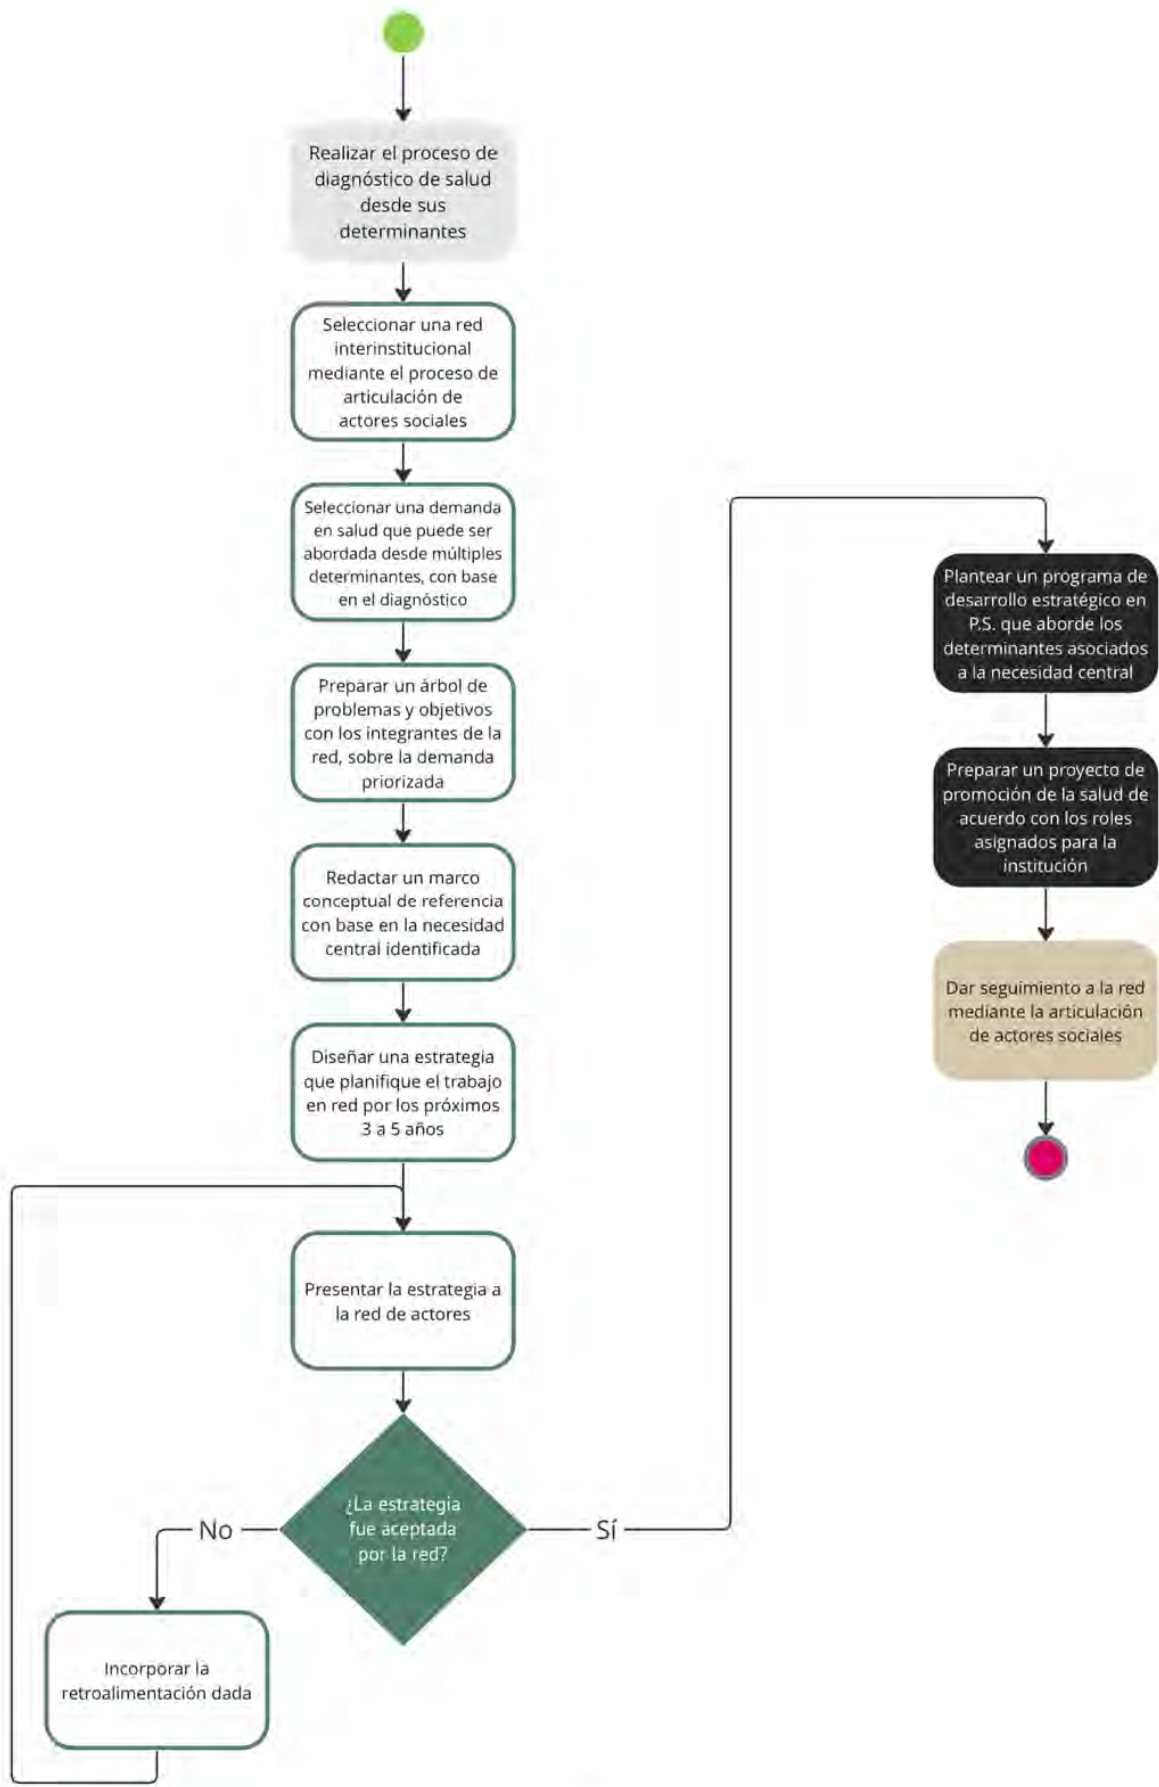 Realizar el proceso de
diagnóstico de salud
desde sus
determinantes
Seleccionar una red
interinstitucional
mediante el proceso de
articulación de
actores sociales
Seleccionar una demanda
en salud que puede ser
abordada desde múltiples
determinantes, con base
en el diagnóstico
Preparar un árbol de
problemas y objetivos
con los integrantes de la
red, sobre la demanda
priorizada
Redactar un marco
conceptual de referencia
con base en la necesidad
central identificada
Diseñar una estrategia
que planifique el trabajo
en red por los próximos
3 a 5 años
Presentar la estrategia a
la red de actores
¿La estrategia
fue aceptada
por la red?
No
Sí
Incorporar la
retroalimentación dada
Plantear un programa de
desarrollo estratégico en
P.S. que aborde los
determinantes asociados
a la necesidad central
Preparar un proyecto de
promoción de la salud de
acuerdo con los roles
asignados para la
institución
Dar seguimiento a la red
mediante la articulación
de actores sociales